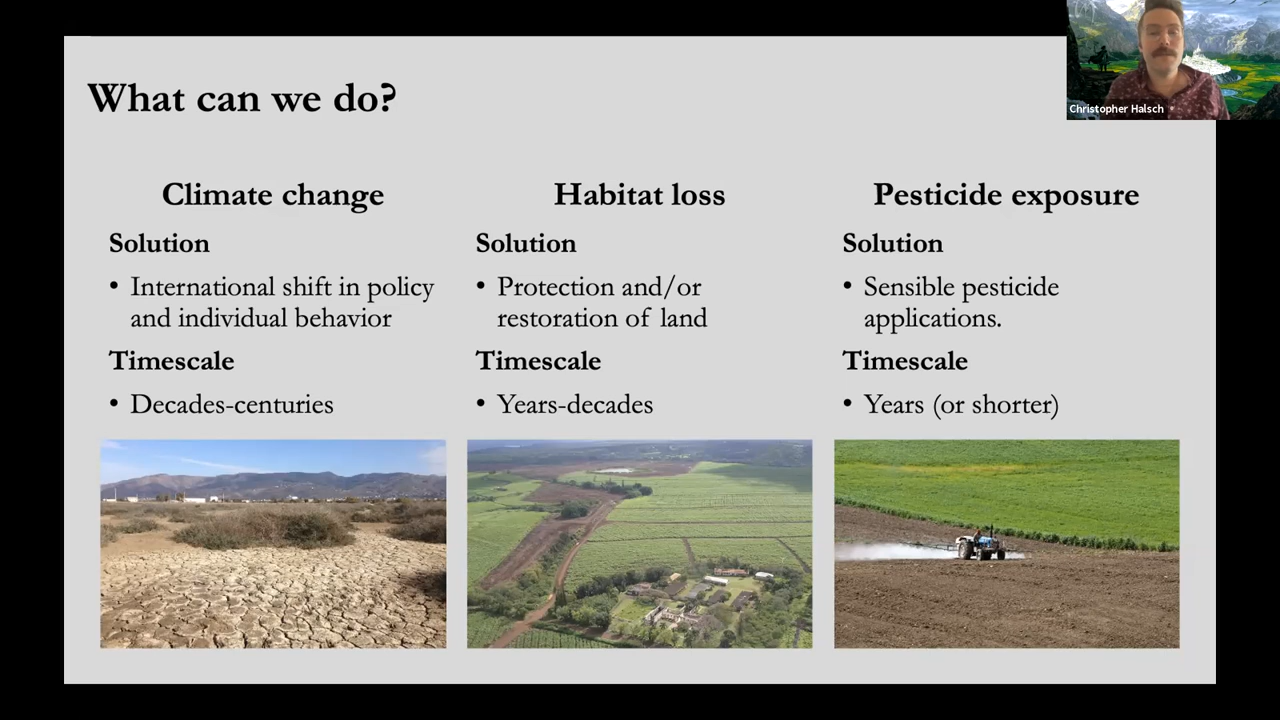 What can we do?
Christopher Halsch
Climate change
Solution
• International shift in policy
and individual behavior
Timescale
• Decades-centuries
Habitat loss
Solution
• Protection and/or
restoration of land
Timescale
• Years-decades
Pesticide exposure
Solution
• Sensible pesticide
applications.
Timescale
• Years (or shorter)